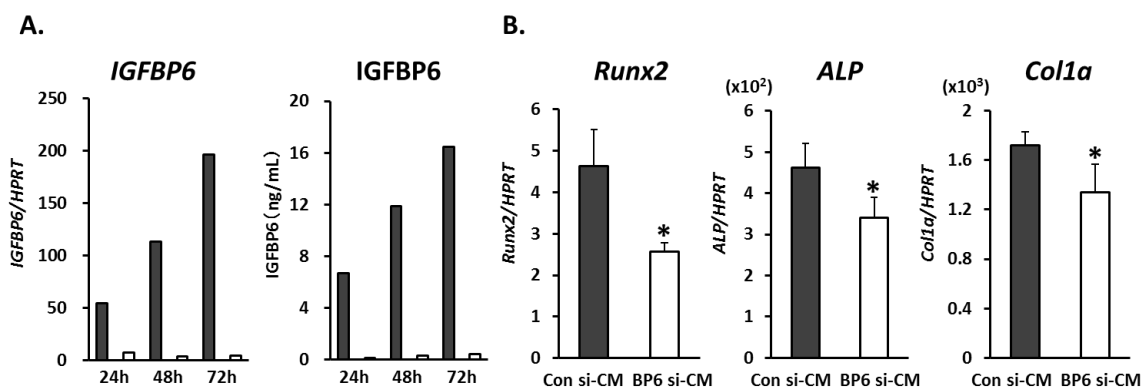 A.
IGFBP6
IGFBP6/HPRT
250
200
150
100
50
0
24h 48h 72h
IGFBP6
IGFBP6(ng/mL)
20
16
12
8
4
0
24h 48h 72h
B.
Runx2
Runx2/HPRT
6
5
4
3
2
1
0
*
Con si-CM BP6 si-CM
ALP
(x10²)
ALP/HPRT
6
5
4
3
2
1
0
*
Con si-CM BP6 si-CM
Col1a
(x10³)
Col1a/HPRT
2
1.6
1.2
0.8
0.4
0
*
Con si-CM BP6 si-CM